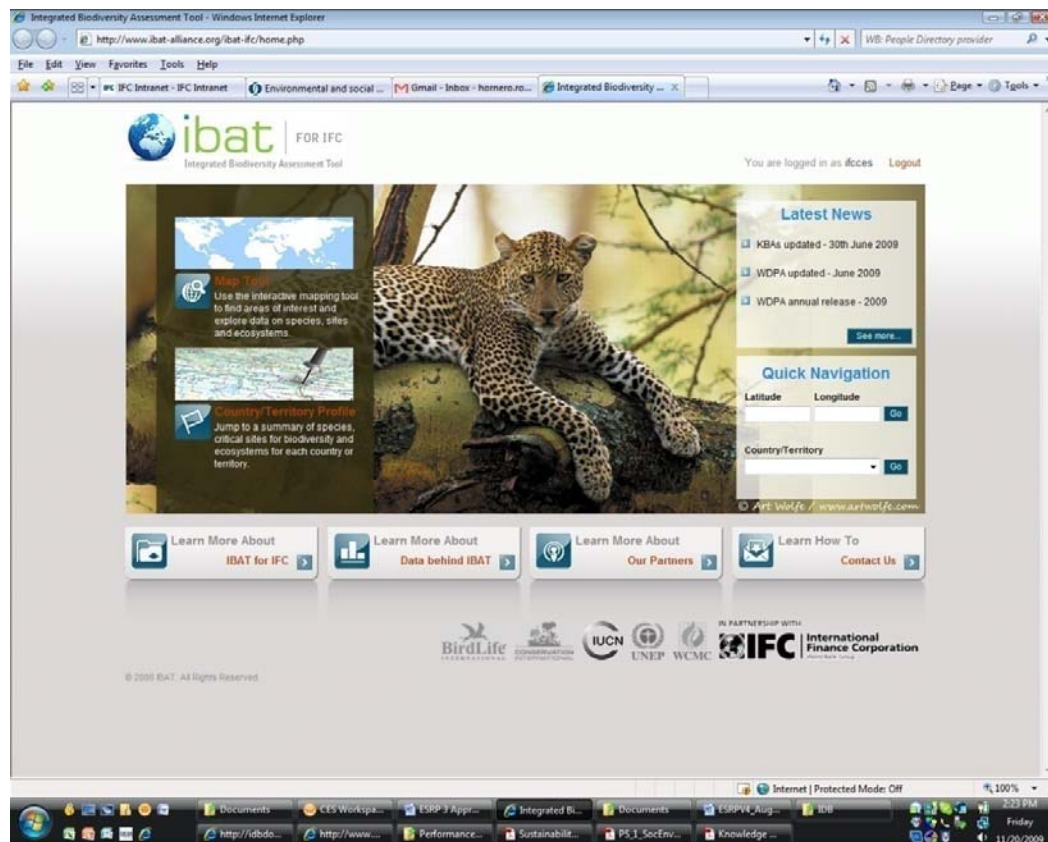 Integrated Biodiversity Assessment Tool - Windows Internet Explorer
http://www.ibat-alliance.org/ibat-ifc/home.php
WB: People Directory provider
File Edit View Favorites Tools Help
IFC Intranet - IFC Intranet
Environmental and social ...
Gmail - Inbox - hornero.ro...
Integrated Biodiversity ... X
Page
Tools
ibat FOR IFC
Integrated Biodiversity Assessment Tool
You are logged in as ifcces Logout
Map Tool
Use the interactive mapping tool
to find areas of interest and
explore data on species, sites
and ecosystems.
Country/Territory Profile
Jump to a summary of species,
critical sites for biodiversity and
ecosystems for each country or
territory.
Latest News
KBAs updated - 30th June 2009
WDPA updated - June 2009
WDPA annual release - 2009
See more...
Quick Navigation
Latitude Longitude
Go
Country/Territory
Go
© Art Wolfe / www.artwolfe.com
Learn More About
IBAT for IFC
Learn More About
Data behind IBAT
Learn More About
Our Partners
Learn How To
Contact Us
IN PARTNERSHIP WITH
BirdLife
INTERNATIONAL
CONSERVATION
INTERNATIONAL
IUCN
UNEP WCMC
IFC International
Finance Corporation
World Bank Group
IBAT. All Rights Reserved
Internet | Protected Mode: Off
100%
Documents
CES Workspa...
ESRP 3 Appr...
Integrated Bi...
Documents
ESRPV4_Aug...
IDB
2:23 PM
http://idbdo...
http://www....
Performance...
Sustainabilit...
PS_1_SocEnv...
Knowledge ...
Friday
11/20/2009